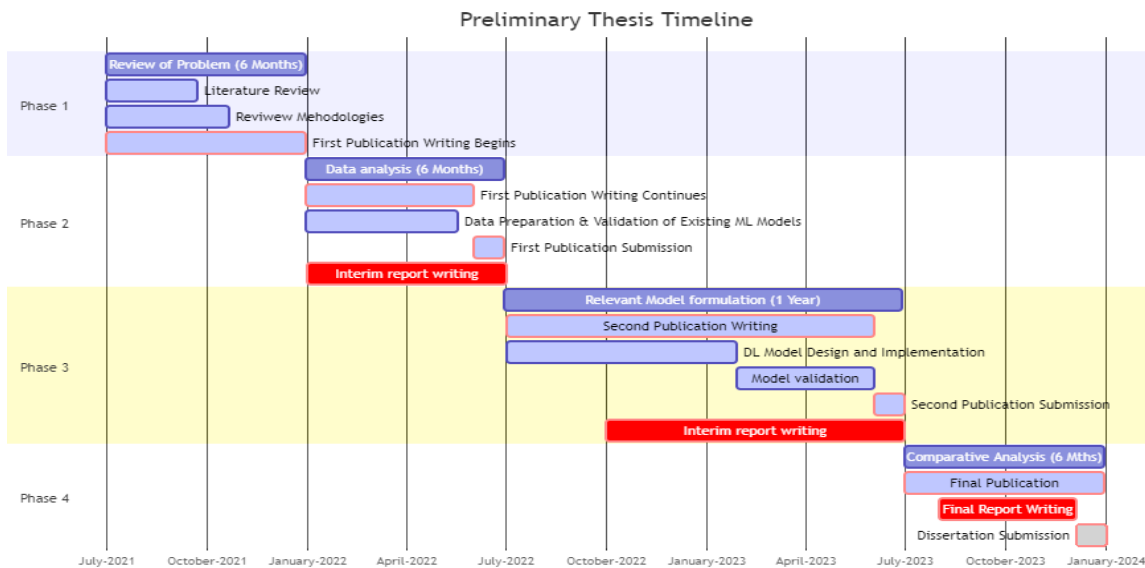 Preliminary Thesis Timeline
Review of Problem (6 Months)
Literature Review
Phase 1
Reviwew Mehodologies
First Publication Writing Begins
Data analysis (6 Months)
First Publication Writing Continues
Phase 2
Data Preparation & Validation of Existing ML Models
First Publication Submission
Interim report writing
Relevant Model formulation (1 Year)
Second Publication Writing
DL Model Design and Implementation
Phase 3
Model validation
Second Publication Submission
Interim report writing
Comparative Analysis (6 Mths)
Final Publication
Phase 4
Final Report Writing
Dissertation Submission
July-2021 October-2021 January-2022 April-2022 July-2022 October-2022 January-2023 April-2023 July-2023 October-2023 January-2024